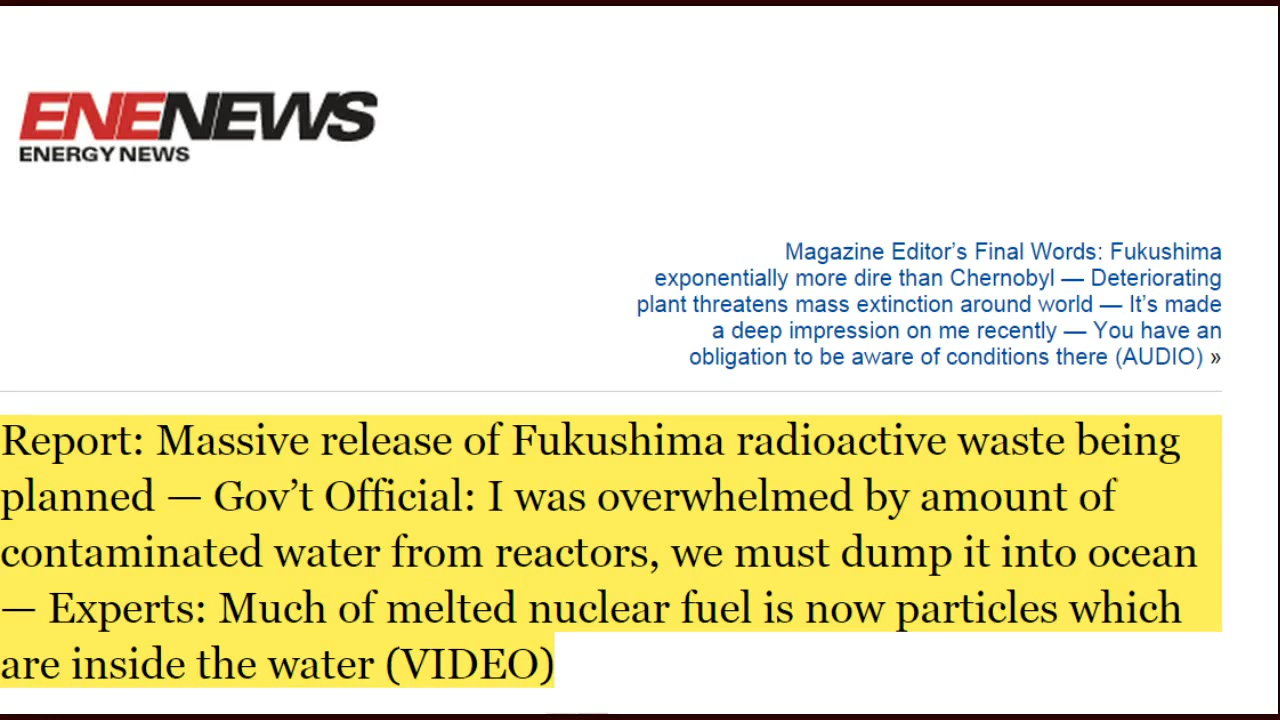 ENENEWS
ENERGY NEWS
Magazine Editor’s Final Words: Fukushima
exponentially more dire than Chernobyl — Deteriorating
plant threatens mass extinction around world — It’s made
a deep impression on me recently — You have an
obligation to be aware of conditions there (AUDIO) »
Report: Massive release of Fukushima radioactive waste being
planned — Gov’t Official: I was overwhelmed by amount of
contaminated water from reactors, we must dump it into ocean
— Experts: Much of melted nuclear fuel is now particles which
are inside the water (VIDEO)